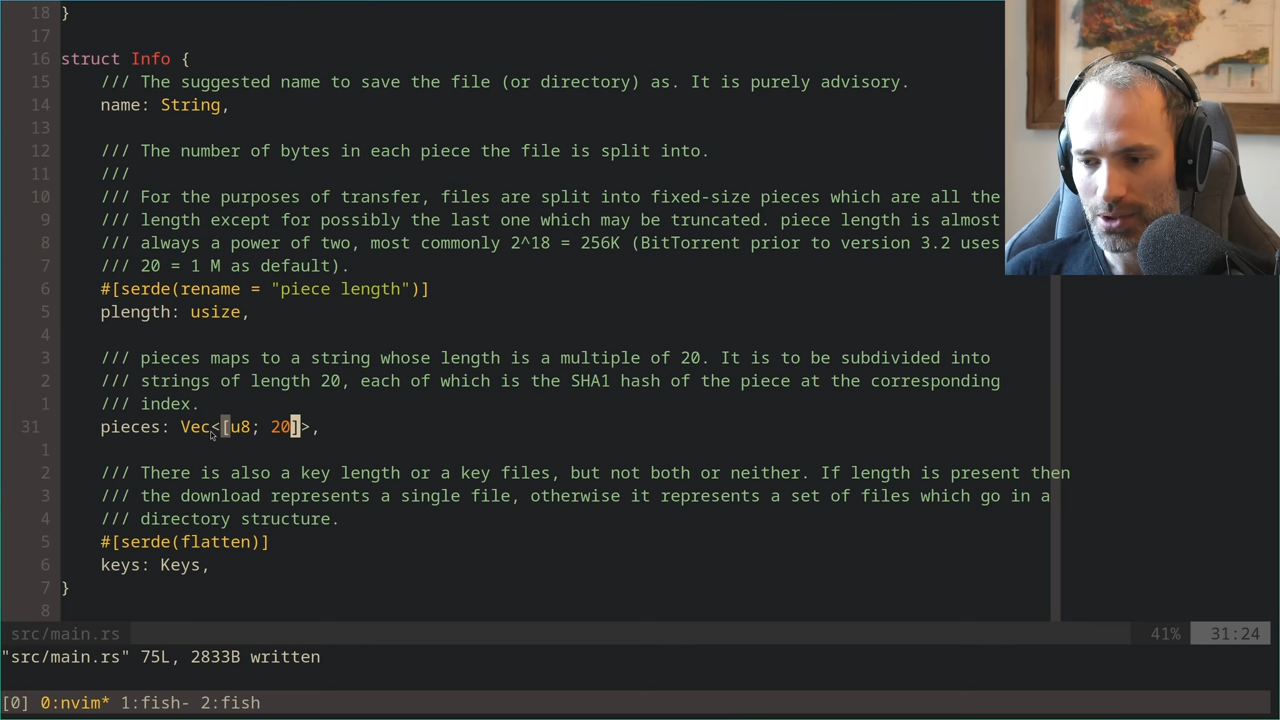 18 }
17
16 struct Info {
15 /// The suggested name to save the file (or directory) as. It is purely advisory.
14 name: String,
13
12 /// The number of bytes in each piece the file is split into.
11 ///
10 /// For the purposes of transfer, files are split into fixed-size pieces which are all the
9 /// length except for possibly the last one which may be truncated. piece length is almost
8 /// always a power of two, most commonly 2^18 = 256K (BitTorrent prior to version 3.2 uses
7 /// 20 = 1 M as default).
6 #[serde(rename = "piece length")]
5 plength: usize,
4
3 /// pieces maps to a string whose length is a multiple of 20. It is to be subdivided into
2 /// strings of length 20, each of which is the SHA1 hash of the piece at the corresponding
1 /// index.
31 pieces: Vec<[u8; 20]>,
1
2 /// There is also a key length or a key files, but not both or neither. If length is present then
3 /// the download represents a single file, otherwise it represents a set of files which go in a
4 /// directory structure.
5 #[serde(flatten)]
6 keys: Keys,
7 }
8
src/main.rs 41% 31:24
"src/main.rs" 75L, 2833B written
[0] 0:nvim* 1:fish- 2:fish